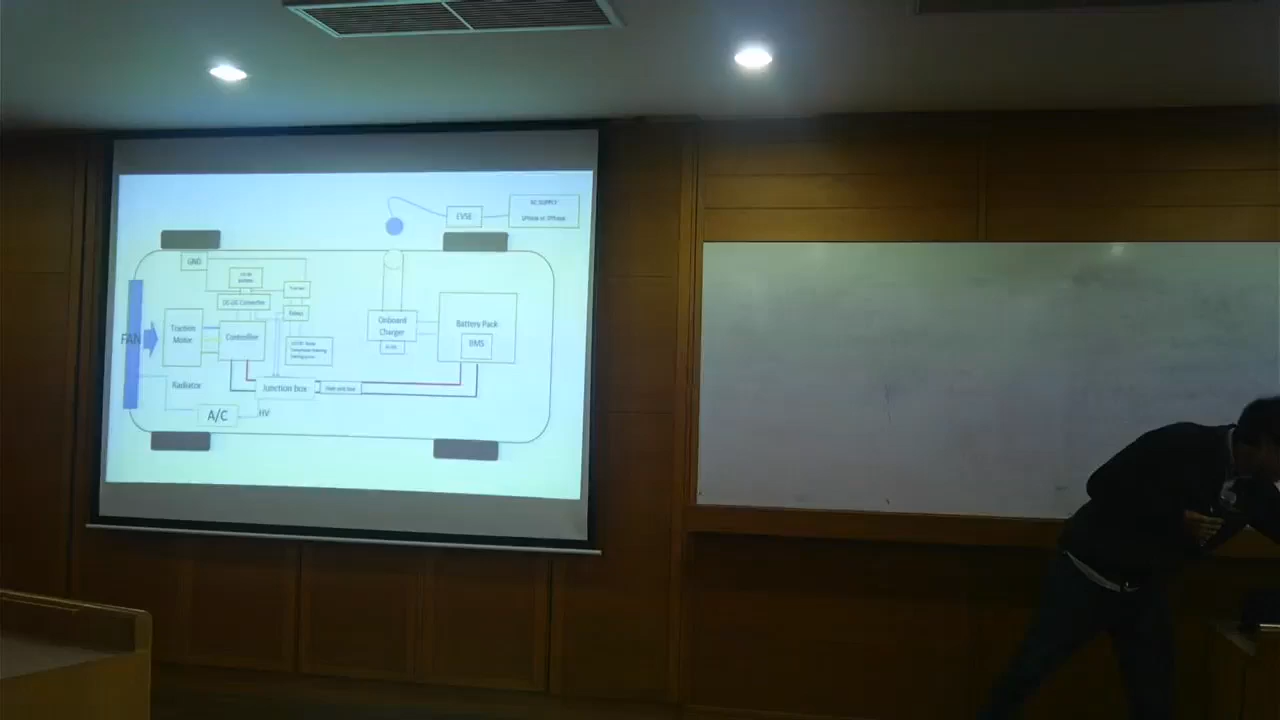 AC SUPPLY
1Phase or 3Phase
EVSE
GND
DC-DC Converter
Relays
FAN
Traction
Motor
Controller
Onboard
Charger
Battery Pack
BMS
Radiator
Junction box
A/C
HV